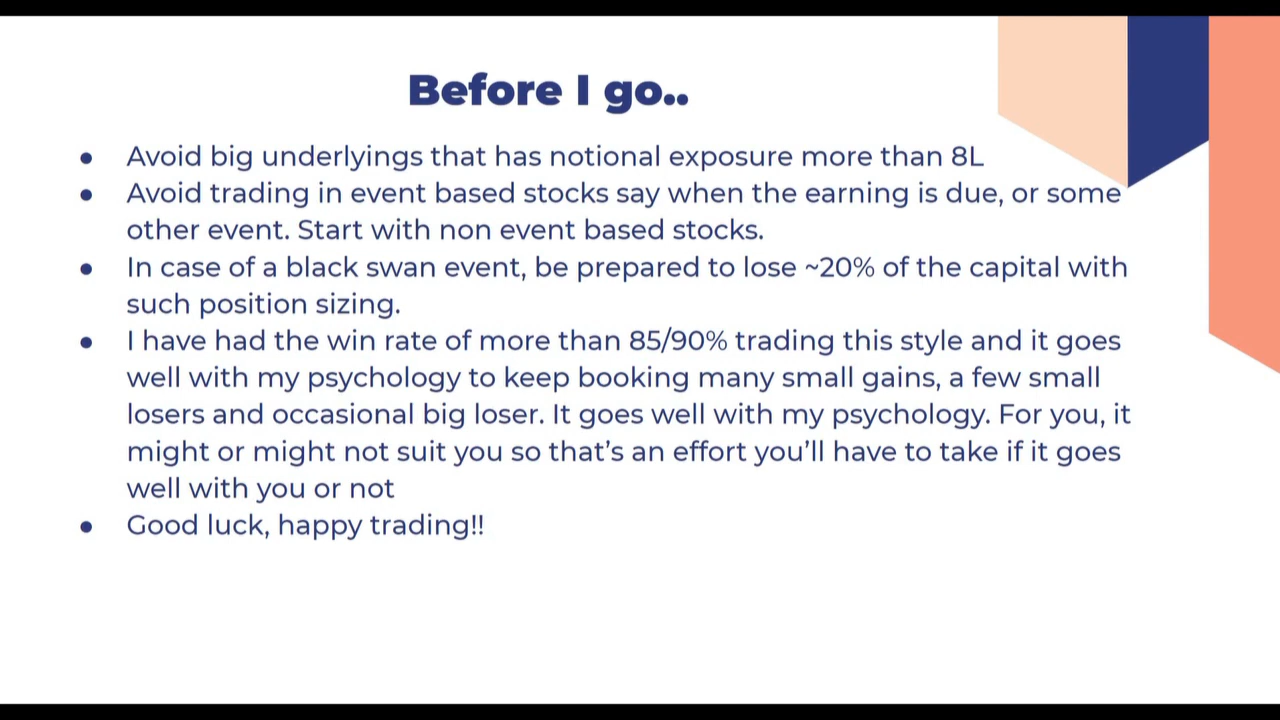 Before I go..
● Avoid big underlyings that has notional exposure more than 8L
● Avoid trading in event based stocks say when the earning is due, or some
other event. Start with non event based stocks.
● In case of a black swan event, be prepared to lose ~20% of the capital with
such position sizing.
● I have had the win rate of more than 85/90% trading this style and it goes
well with my psychology to keep booking many small gains, a few small
losers and occasional big loser. It goes well with my psychology. For you, it
might or might not suit you so that’s an effort you’ll have to take if it goes
well with you or not
● Good luck, happy trading!!